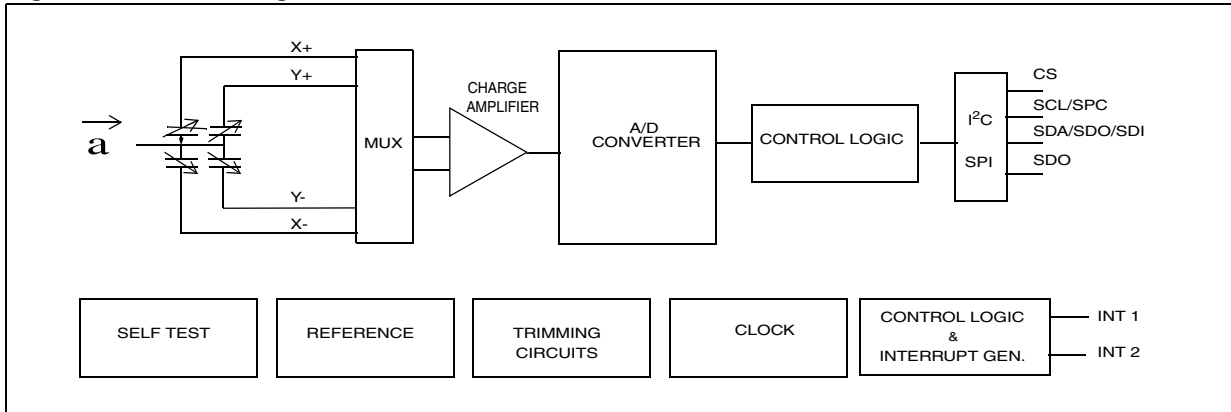 X+
Y+
a
MUX
Y-
X-
CHARGE
AMPLIFIER
A/D
CONVERTER
CONTROL LOGIC
I²C
SPI
CS
SCL/SPC
SDA/SDO/SDI
SDO
SELF TEST
REFERENCE
TRIMMING
CIRCUITS
CLOCK
CONTROL LOGIC
&
INTERRUPT GEN.
INT 1
INT 2